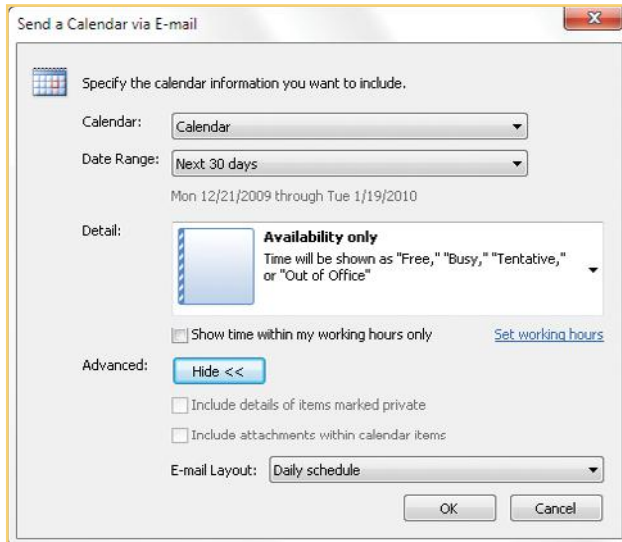 Send a Calendar via E-mail
Specify the calendar information you want to include.
Calendar: Calendar
Date Range: Next 30 days
Mon 12/21/2009 through Tue 1/19/2010
Detail: Availability only
Time will be shown as "Free," "Busy," "Tentative,"
or "Out of Office"
Show time within my working hours only Set working hours
Advanced: Hide <<
Include details of items marked private
Include attachments within calendar items
E-mail Layout: Daily schedule
OK Cancel